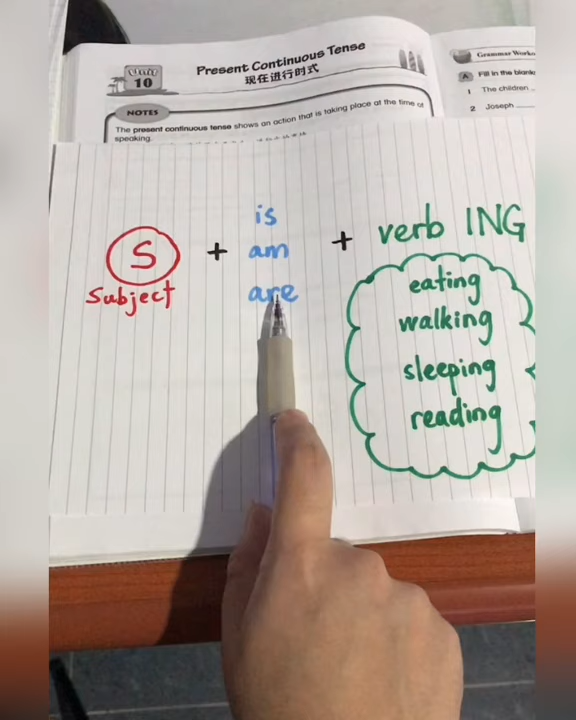 Unit
10
Present Continuous Tense
现在进行时式
NOTES
The present continuous tense shows an action that is taking place at the time of
speaking.
Grammar
A Fill in the blank
1 The children
2 Joseph
S
Subject
+
is
am
are
+
verb ING
eating
walking
sleeping
reading